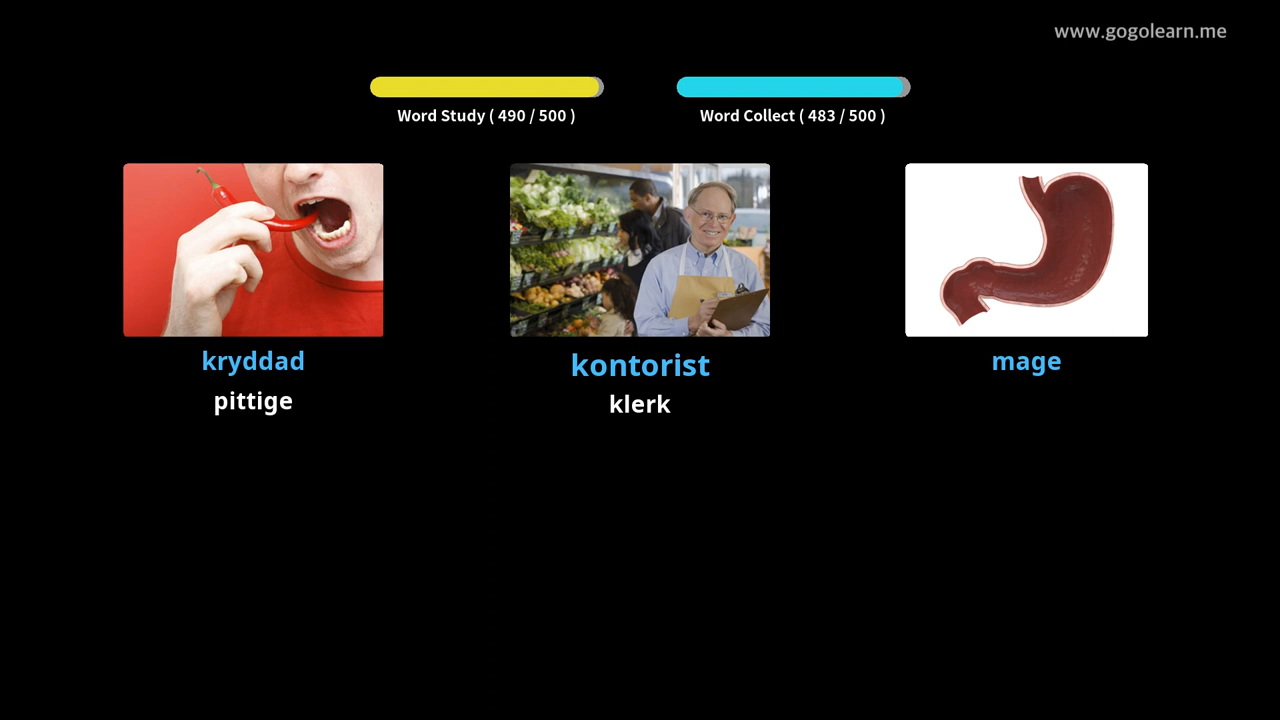 www.gogolearn.me
Word Study ( 490 / 500 )
Word Collect ( 483 / 500 )
kryddad
kontorist
mage
pittige
klerk